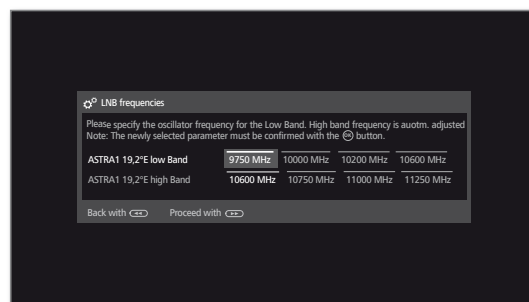 LNB frequencies
Please specify the oscillator frequency for the Low Band. High band frequency is auotm. adjusted
Note: The newly selected parameter must be confirmed with the OK button.
ASTRA1 19,2°E low Band 9750 MHz 10000 MHz 10200 MHz 10600 MHz
ASTRA1 19,2°E high Band 10600 MHz 10750 MHz 11000 MHz 11250 MHz
Back with Proceed with